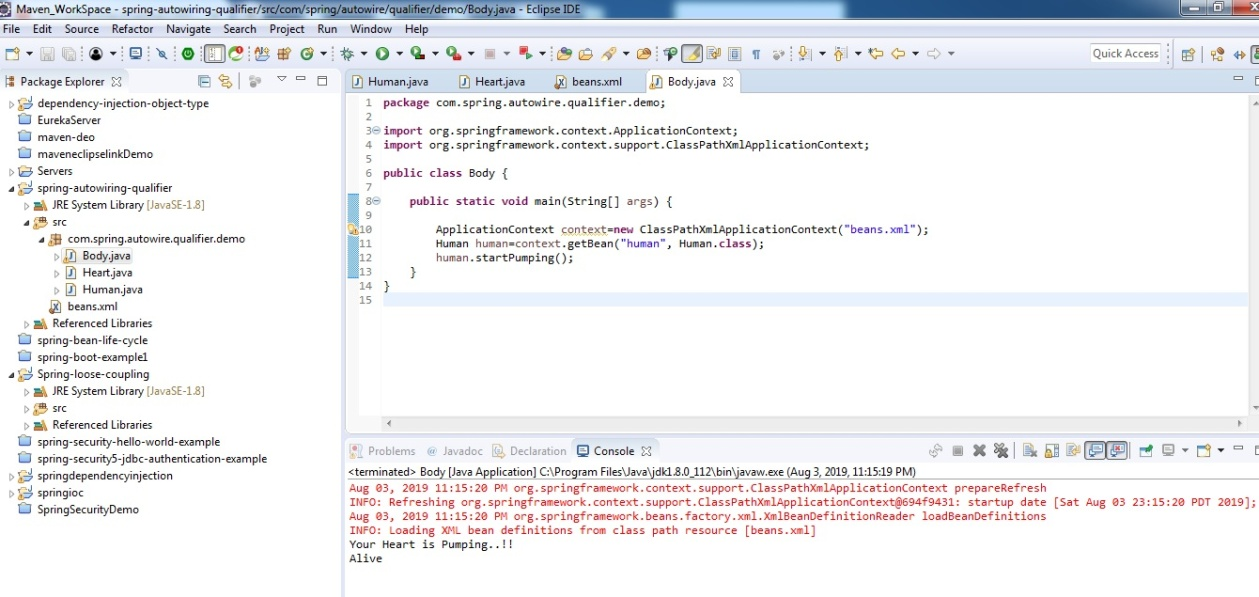 Maven_WorkSpace - spring-autowiring-qualifier/src/com/spring/autowire/qualifier/demo/Body.java - Eclipse IDE
File Edit Source Refactor Navigate Search Project Run Window Help
Quick Access
Package Explorer
dependency-injection-object-type
EurekaServer
maven-deo
maveneclipselinkDemo
Servers
spring-autowiring-qualifier
JRE System Library [JavaSE-1.8]
src
com.spring.autowire.qualifier.demo
Body.java
Heart.java
Human.java
beans.xml
Referenced Libraries
spring-bean-life-cycle
spring-boot-example1
Spring-loose-coupling
JRE System Library [JavaSE-1.8]
src
Referenced Libraries
spring-security-hello-world-example
spring-security5-jdbc-authentication-example
springdependencyinjection
springioc
SpringSecurityDemo
Human.java Heart.java beans.xml Body.java
1 package com.spring.autowire.qualifier.demo;
2
3 import org.springframework.context.ApplicationContext;
4 import org.springframework.context.support.ClassPathXmlApplicationContext;
5
6 public class Body {
7
8 public static void main(String[] args) {
9
10 ApplicationContext context=new ClassPathXmlApplicationContext("beans.xml");
11 Human human=context.getBean("human", Human.class);
12 human.startPumping();
13 }
14 }
15
Problems @ Javadoc Declaration Console
<terminated> Body [Java Application] C:\Program Files\Java\jdk1.8.0_112\bin\javaw.exe (Aug 3, 2019, 11:15:19 PM)
Aug 03, 2019 11:15:20 PM org.springframework.context.support.ClassPathXmlApplicationContext prepareRefresh
INFO: Refreshing org.springframework.context.support.ClassPathXmlApplicationContext@694f9431: startup date [Sat Aug 03 23:15:20 PDT 2019];
Aug 03, 2019 11:15:20 PM org.springframework.beans.factory.xml.XmlBeanDefinitionReader loadBeanDefinitions
INFO: Loading XML bean definitions from class path resource [beans.xml]
Your Heart is Pumping..!!
Alive